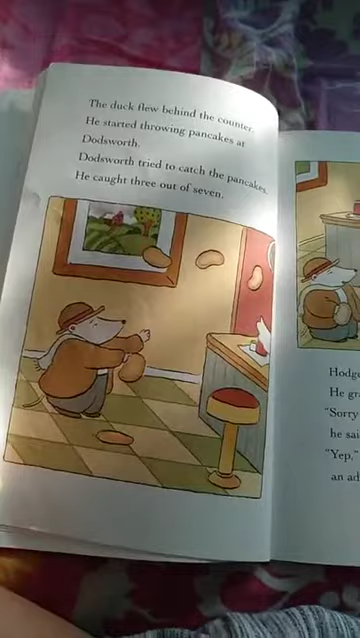 The duck flew behind the counter.
He started throwing pancakes at
Dodsworth.
Dodsworth tried to catch the pancakes.
He caught three out of seven.
Hodge
He gr
"Sorry
he sai
"Yep,"
an ad